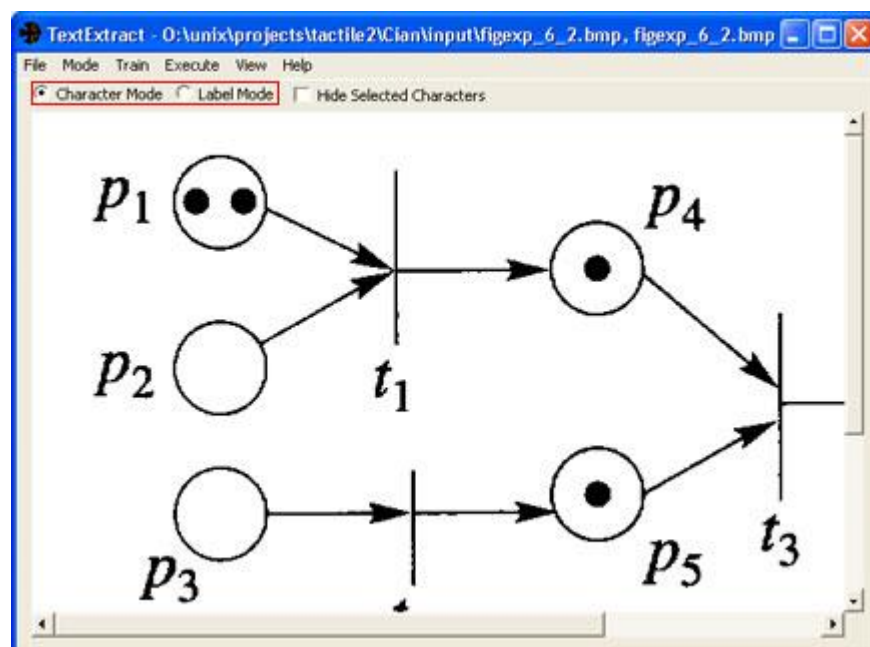 TextExtract - O:\unix\projects\tactile2\Cian\input\figexp_6_2.bmp, figexp_6_2.bmp
File Mode Train Execute View Help
Character Mode Label Mode Hide Selected Characters
p1
p4
p2
t1
p3
p5
t3